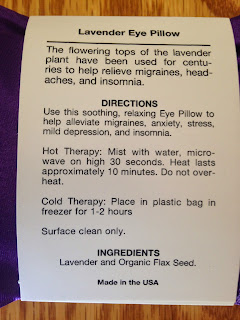 Lavender Eye Pillow
The flowering tops of the lavender
plant have been used for centu-
ries to help relieve migraines, head-
aches, and insomnia.
DIRECTIONS
Use this soothing, relaxing Eye Pillow to
help alleviate migraines, anxiety, stress,
mild depression, and insomnia.
Hot Therapy: Mist with water, micro-
wave on high 30 seconds. Heat lasts
approximately 10 minutes. Do not over-
heat.
Cold Therapy: Place in plastic bag in
freezer for 1-2 hours
Surface clean only.
INGREDIENTS
Lavender and Organic Flax Seed.
Made in the USA